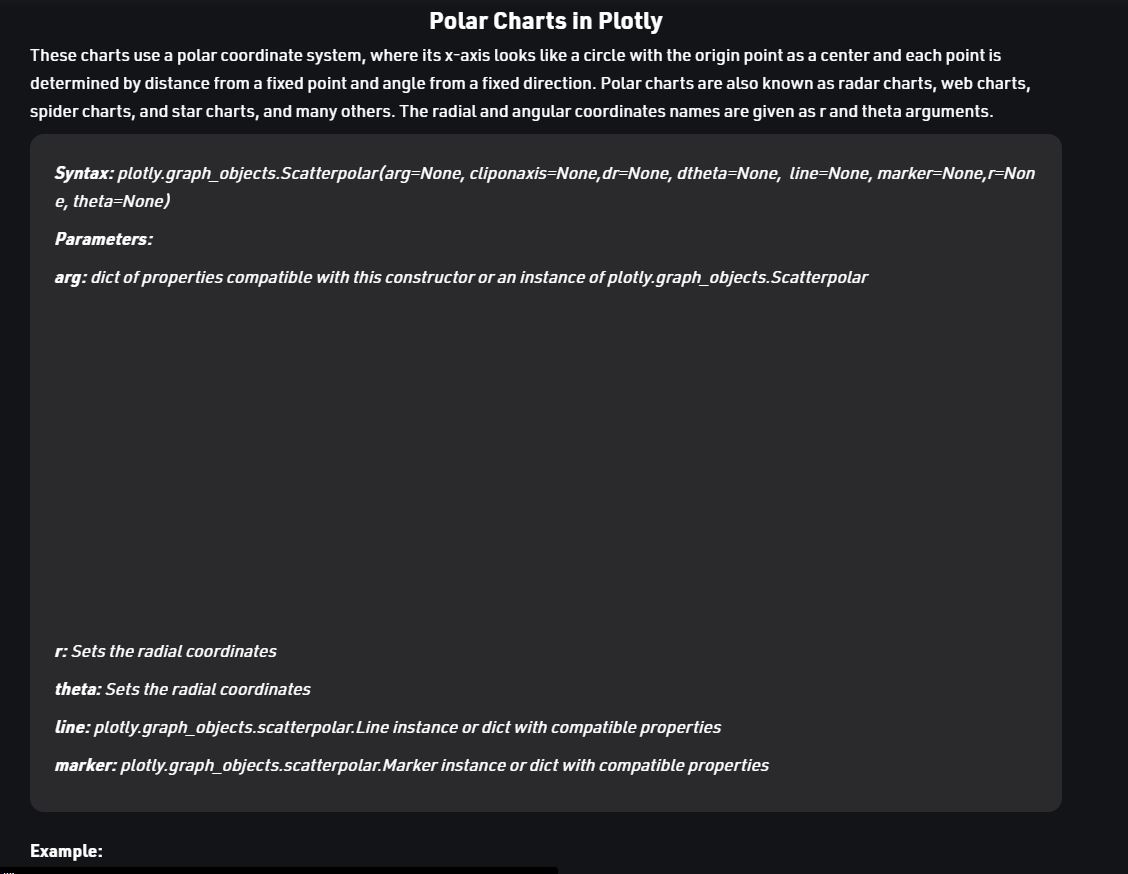 Polar Charts in Plotly
These charts use a polar coordinate system, where its x-axis looks like a circle with the origin point as a center and each point is
determined by distance from a fixed point and angle from a fixed direction. Polar charts are also known as radar charts, web charts,
spider charts, and star charts, and many others. The radial and angular coordinates names are given as r and theta arguments.
Syntax: plotly.graph_objects.Scatterpolar(arg=None, cliponaxis=None,dr=None, dtheta=None,  line=None, marker=None,r=Non
e, theta=None)
Parameters:
arg: dict of properties compatible with this constructor or an instance of plotly.graph_objects.Scatterpolar
r: Sets the radial coordinates
theta: Sets the radial coordinates
line: plotly.graph_objects.scatterpolar.Line instance or dict with compatible properties
marker: plotly.graph_objects.scatterpolar.Marker instance or dict with compatible properties
Example: